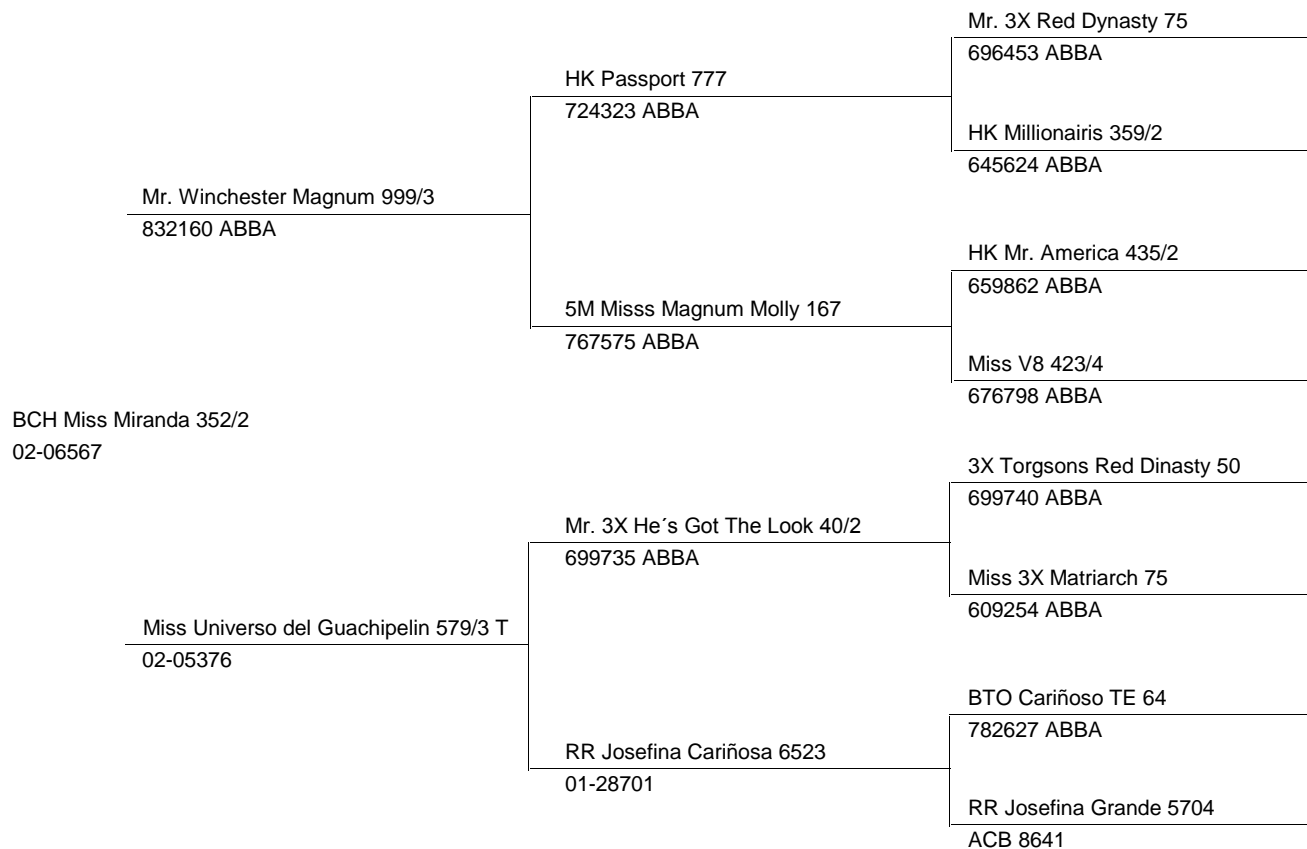 Mr. 3X Red Dynasty 75
696453 ABBA
HK Passport 777
724323 ABBA
HK Millionairis 359/2
645624 ABBA
Mr. Winchester Magnum 999/3
832160 ABBA
HK Mr. America 435/2
659862 ABBA
5M Misss Magnum Molly 167
767575 ABBA
Miss V8 423/4
676798 ABBA
BCH Miss Miranda 352/2
02-06567
3X Torgsons Red Dinasty 50
699740 ABBA
Mr. 3X He´s Got The Look 40/2
699735 ABBA
Miss 3X Matriarch 75
609254 ABBA
Miss Universo del Guachipelin 579/3 T
02-05376
BTO Cariñoso TE 64
782627 ABBA
RR Josefina Cariñosa 6523
01-28701
RR Josefina Grande 5704
ACB 8641